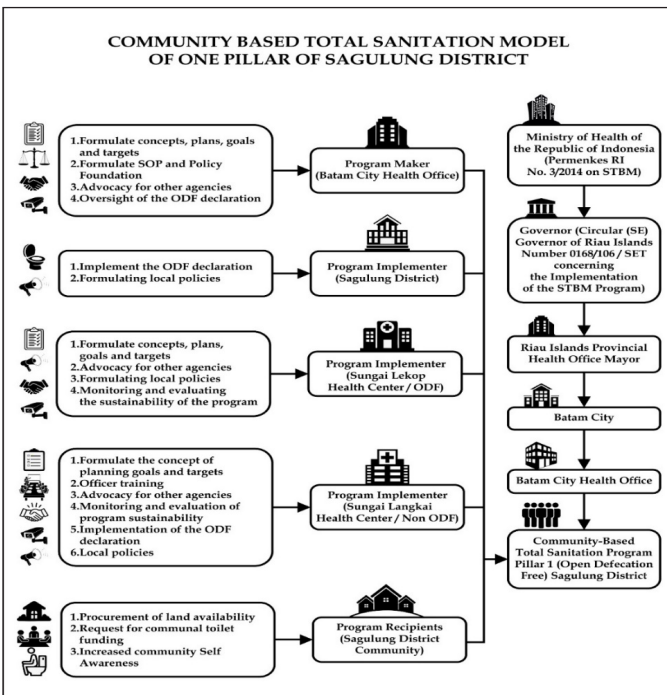 COMMUNITY BASED TOTAL SANITATION MODEL
OF ONE PILLAR OF SAGULUNG DISTRICT
1.Formulate concepts, plans, goals
and targets
2.Formulate SOP and Policy
Foundation
3.Advocacy for other agencies
4.Oversight of the ODF declaration
Program Maker
(Batam City Health Office)
1.Implement the ODF declaration
2.Formulating local policies
Program Implementer
(Sagulung District)
1.Formulate concepts, plans,
goals and targets
2.Advocacy for other agencies
3.Formulating local policies
4.Monitoring and evaluating
the sustainability of the program
Program Implementer
(Sungai Lekop
Health Center / ODF)
1.Formulate the concept of
planning goals and targets
2.Officer training
3.Advocacy for other agencies
4.Monitoring and evaluation of
program sustainability
5.Implementation of the ODF
declaration
6.Local policies
Program Implementer
(Sungai Langkai
Health Center / Non ODF)
1.Procurement of land availability
2.Request for communal toilet
funding
3.Increased community Self
Awareness
Program Recipients
(Sagulung District
Community)
Ministry of Health of
the Republic of Indonesia
(Permenkes RI
No. 3/2014 on STBM)
Governor (Circular (SE)
Governor of Riau Islands
Number 0168/106 / SET
concerning
the Implementation
of the STBM Program)
Riau Islands Provincial
Health Office Mayor
Batam City
Batam City Health Office
Community-Based
Total Sanitation Program
Pillar 1 (Open Defecation
Free) Sagulung District